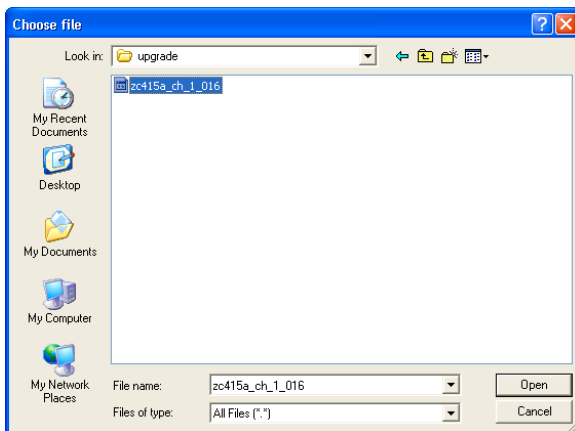 Choose file
Look in:
upgrade
zc415a_ch_1_016
My Recent
Documents
Desktop
My Documents
My Computer
My Network
Places
File name:
zc415a_ch_1_016
Open
Files of type:
All Files (*.*)
Cancel